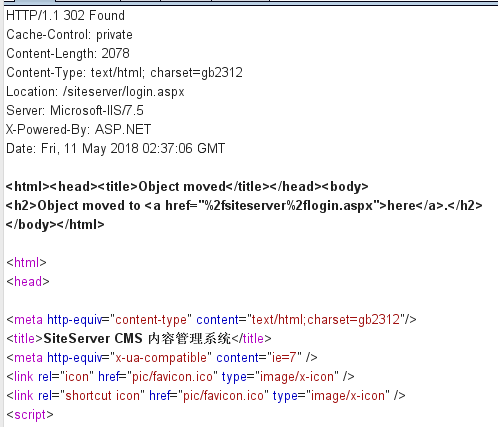 HTTP/1.1 302 Found
Cache-Control: private
Content-Length: 2078
Content-Type: text/html; charset=gb2312
Location: /siteserver/login.aspx
Server: Microsoft-IIS/7.5
X-Powered-By: ASP.NET
Date: Fri, 11 May 2018 02:37:06 GMT
<html><head><title>Object moved</title></head><body>
<h2>Object moved to <a href="%2fsiteserver%2flogin.aspx">here</a>.</h2>
</body></html>
<html>
<head>
<meta http-equiv="content-type" content="text/html;charset=gb2312"/>
<title>SiteServer CMS 内容管理系统</title>
<meta http-equiv="x-ua-compatible" content="ie=7" />
<link rel="icon" href="pic/favicon.ico" type="image/x-icon" />
<link rel="shortcut icon" href="pic/favicon.ico" type="image/x-icon" />
<script>